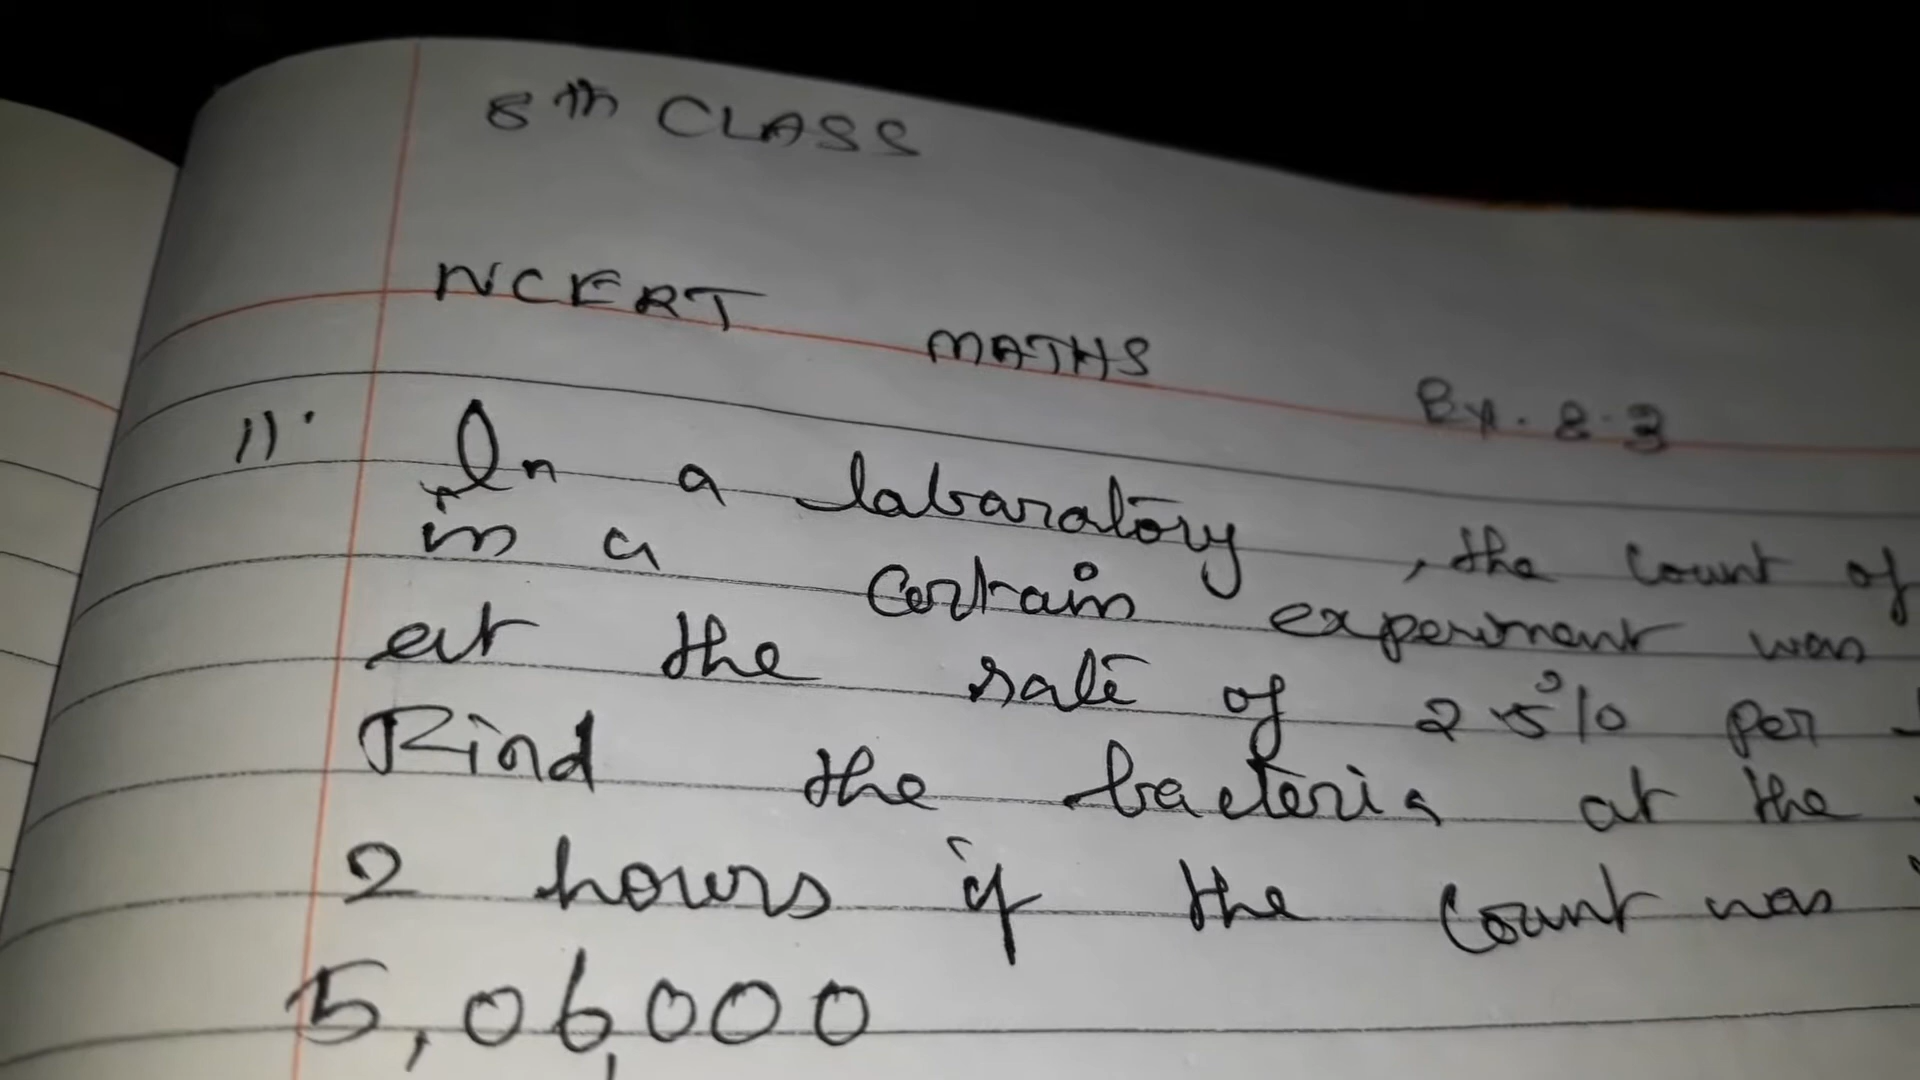 8th CLASS
NCERT MATHS Ex. 8.3
11. In a labaratory, the count of
in a certain experiment was
at the rate of 2.5% per
Find the bacteria at the
2 hours if the count was
5,06,000